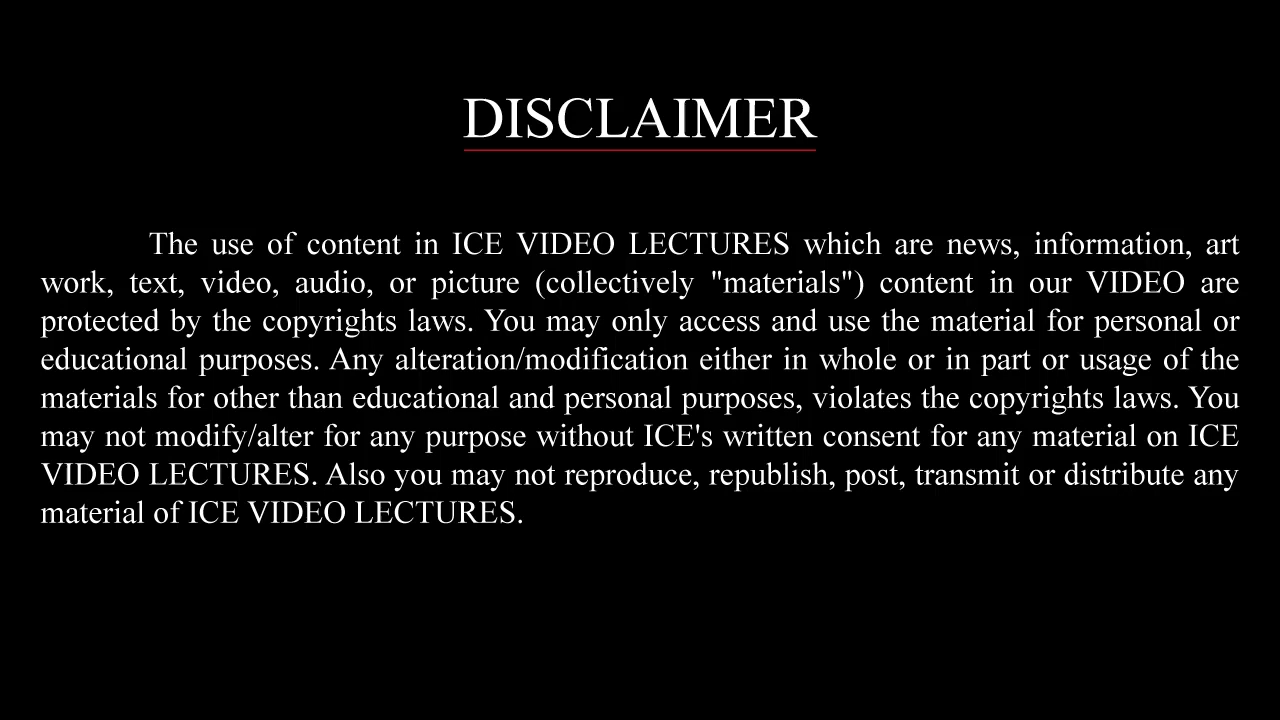 DISCLAIMER
The use of content in ICE VIDEO LECTURES which are news, information, art
work, text, video, audio, or picture (collectively "materials") content in our VIDEO are
protected by the copyrights laws. You may only access and use the material for personal or
educational purposes. Any alteration/modification either in whole or in part or usage of the
materials for other than educational and personal purposes, violates the copyrights laws. You
may not modify/alter for any purpose without ICE's written consent for any material on ICE
VIDEO LECTURES. Also you may not reproduce, republish, post, transmit or distribute any
material of ICE VIDEO LECTURES.